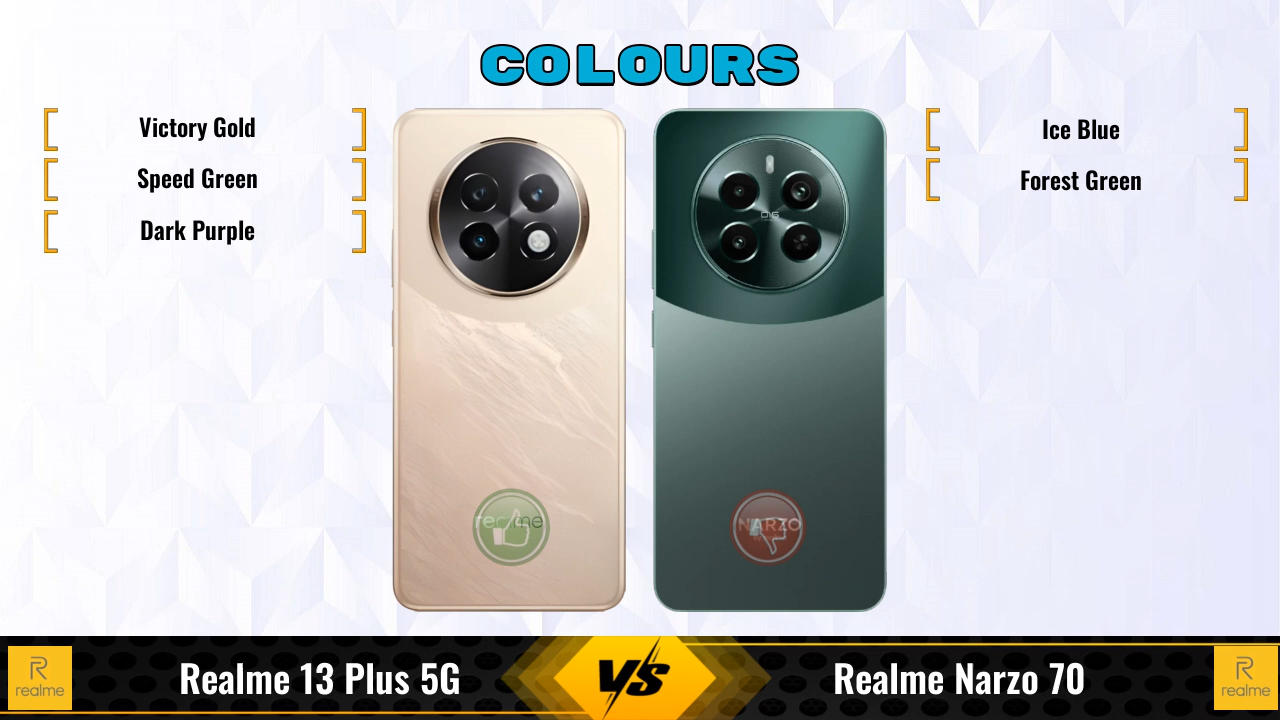 COLOURS
Victory Gold
Speed Green
Dark Purple
Ice Blue
Forest Green
realme
NARZO
realme
Realme 13 Plus 5G
VS
Realme Narzo 70
realme